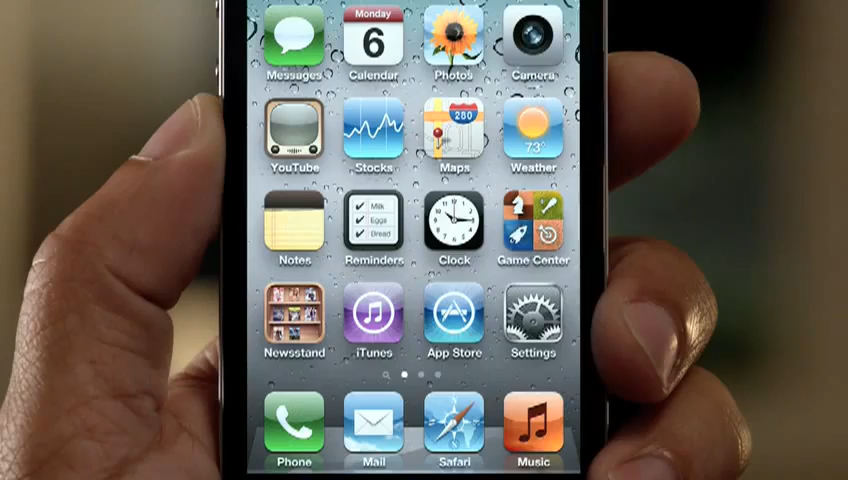 Monday
6
Messages Calendar Photos Camera
280
73°
YouTube Stocks Maps Weather
Milk
Eggs
Bread
Notes Reminders Clock Game Center
Newsstand iTunes App Store Settings
Phone Mail Safari Music